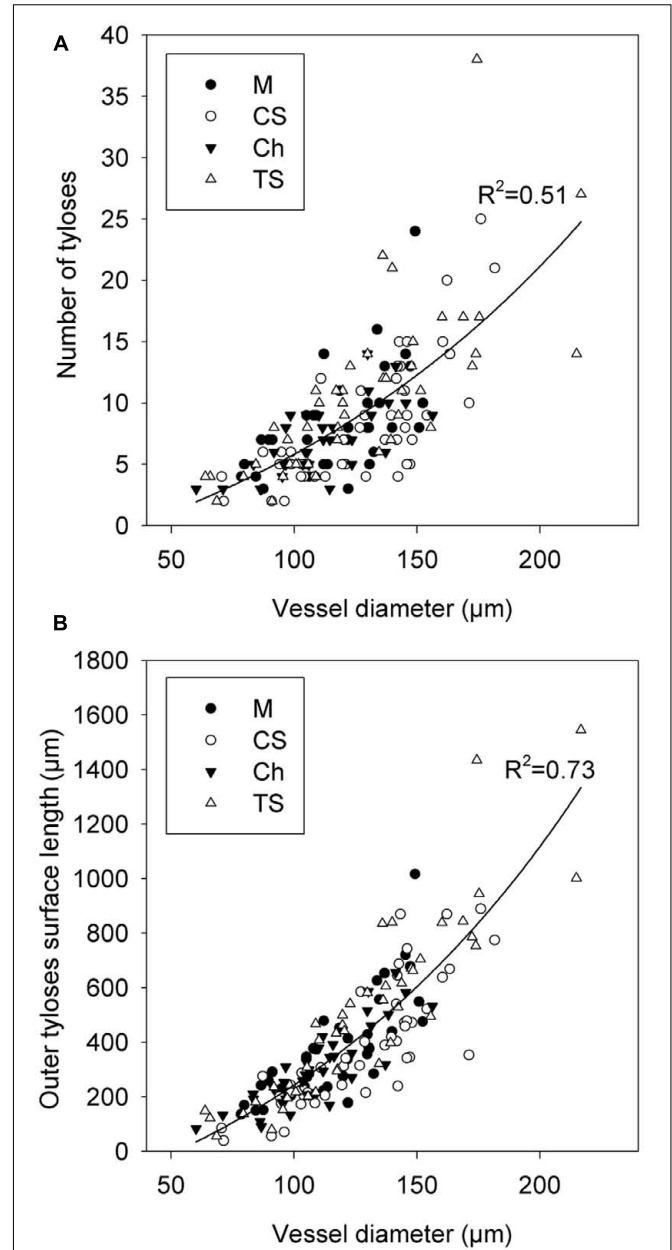 A
40
35
30
25
20
15
10
5
0
Number of tyloses
M
CS
Ch
TS
R²=0.51
50 100 150 200
Vessel diameter (µm)
B
1800
1600
1400
1200
1000
800
600
400
200
0
Outer tyloses surface length (µm)
M
CS
Ch
TS
R²=0.73
50 100 150 200
Vessel diameter (µm)